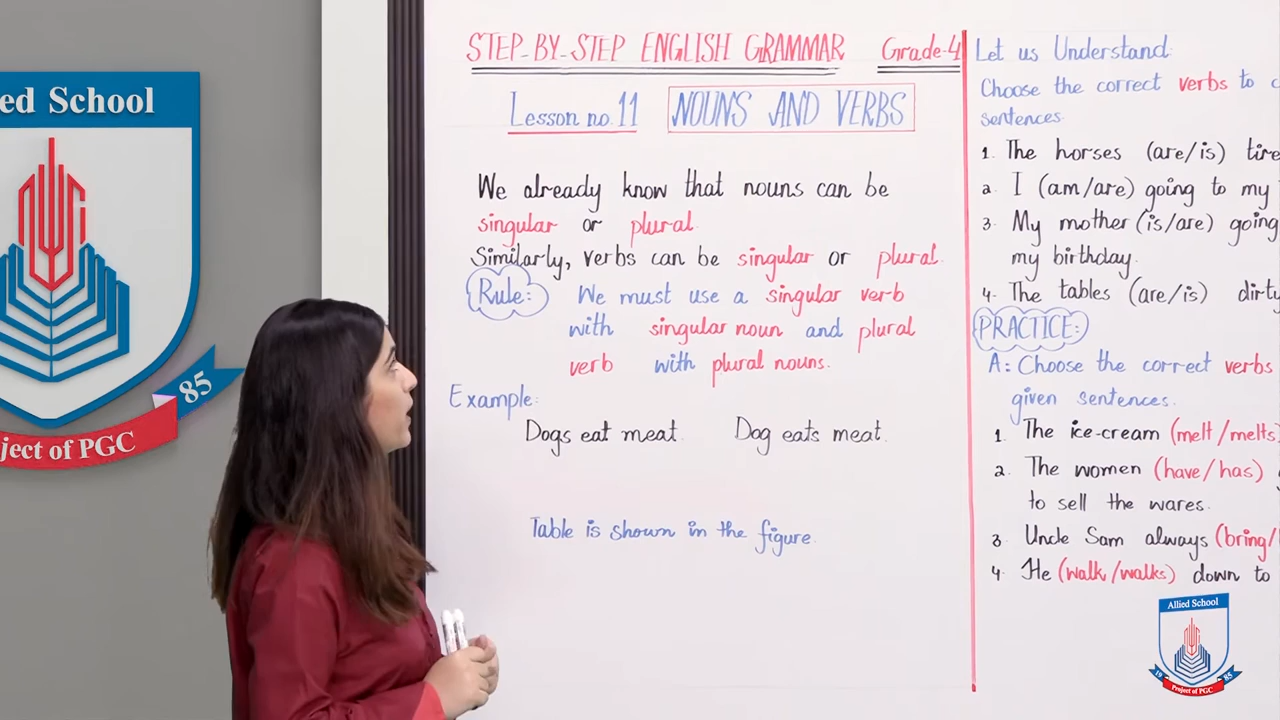 ied School
85
ject of PGC
STEP-BY-STEP ENGLISH GRAMMAR Grade-4
Lesson no. 11 NOUNS AND VERBS
We already know that nouns can be
singular or plural.
Similarly, verbs can be singular or plural.
Rule: We must use a singular verb
with singular noun and plural
verb with plural nouns.
Example:
Dogs eat meat. Dog eats meat.
Table is shown in the figure.
Let us Understand:
Choose the correct verbs to
sentences.
1. The horses (are/is) tire
2. I (am/are) going to my
3. My mother (is/are) going
my birthday.
4. The tables (are/is) dirty
PRACTICE:
A: Choose the correct verbs
given sentences.
1. The ice-cream (melt/melts)
2. The women (have/has)
to sell the wares.
3. Uncle Sam always (bring/
4. He (walk/walks) down to
Allied School
19 85
Project of PGC